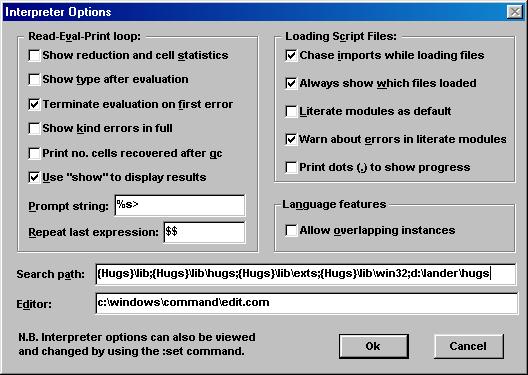 Interpreter Options
Read-Eval-Print loop:
Show reduction and cell statistics
Show type after evaluation
Terminate evaluation on first error
Show kind errors in full
Print no. cells recovered after gc
Use "show" to display results
Prompt string: %s>
Repeat last expression: $$
Loading Script Files:
Chase imports while loading files
Always show which files loaded
Literate modules as default
Warn about errors in literate modules
Print dots (.) to show progress
Language features
Allow overlapping instances
Search path: {Hugs}\lib;{Hugs}\lib\hugs;{Hugs}\lib\exts;{Hugs}\lib\win32;d:\lander\hugs
Editor: c:\windows\command\edit.com
N.B. Interpreter options can also be viewed
and changed by using the :set command.
Ok
Cancel